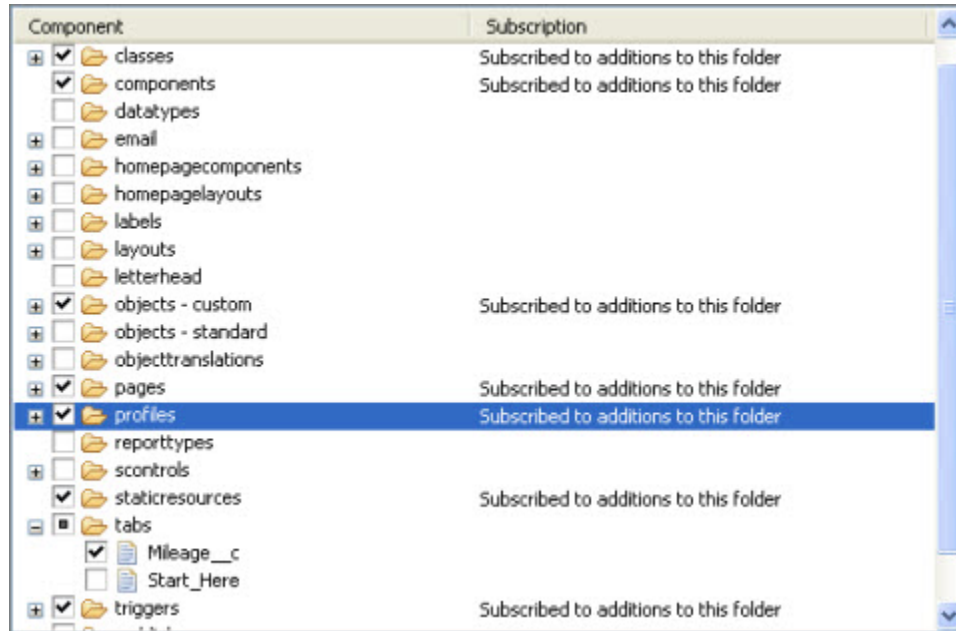 Component Subscription
classes Subscribed to additions to this folder
components Subscribed to additions to this folder
datatypes
email
homepagecomponents
homepagelayouts
labels
layouts
letterhead
objects - custom Subscribed to additions to this folder
objects - standard
objecttranslations
pages Subscribed to additions to this folder
profiles Subscribed to additions to this folder
reporttypes
scontrols
staticresources Subscribed to additions to this folder
tabs
Mileage__c
Start_Here
triggers Subscribed to additions to this folder